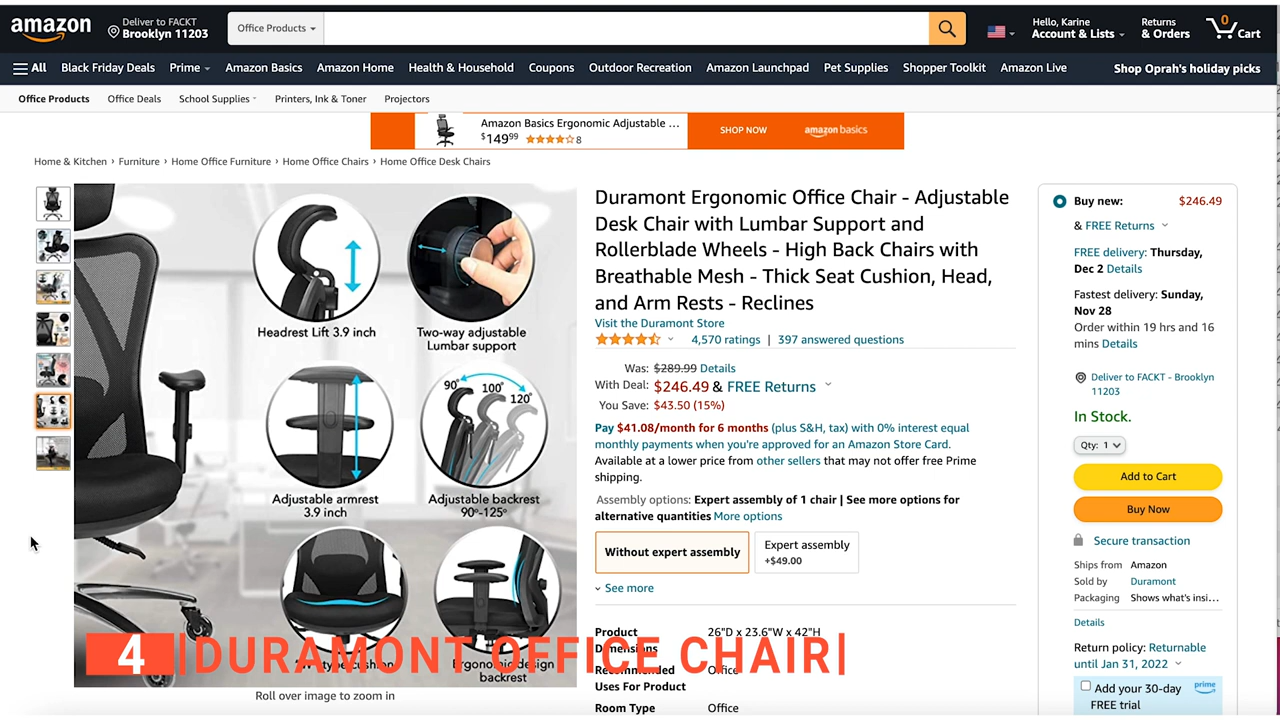 amazon
Deliver to FACKT
Brooklyn 11203
Office Products
Hello, Karine
Account & Lists
Returns
& Orders
0
Cart
All
Black Friday Deals
Prime
Amazon Basics
Amazon Home
Health & Household
Coupons
Outdoor Recreation
Amazon Launchpad
Pet Supplies
Shopper Toolkit
Amazon Live
Shop Oprah's holiday picks
Office Products
Office Deals
School Supplies
Printers, Ink & Toner
Projectors
Amazon Basics Ergonomic Adjustable ...
$149.99
8
SHOP NOW
amazon basics
Home & Kitchen › Furniture › Home Office Furniture › Home Office Chairs › Home Office Desk Chairs
Headrest Lift 3.9 inch
Two-way adjustable
Lumbar support
Adjustable armrest
3.9 inch
90° 100° 120°
Adjustable backrest
90°-125°
Ergonomic design
backrest
Roll over image to zoom in
Duramont Ergonomic Office Chair - Adjustable
Desk Chair with Lumbar Support and
Rollerblade Wheels - High Back Chairs with
Breathable Mesh - Thick Seat Cushion, Head,
and Arm Rests - Reclines
Visit the Duramont Store
4,570 ratings | 397 answered questions
Was: $289.99 Details
With Deal: $246.49 & FREE Returns
You Save: $43.50 (15%)
Pay $41.08/month for 6 months (plus S&H, tax) with 0% interest equal
monthly payments when you're approved for an Amazon Store Card.
Available at a lower price from other sellers that may not offer free Prime
shipping.
Assembly options: Expert assembly of 1 chair | See more options for
alternative quantities More options
Without expert assembly
Expert assembly
+$49.00
See more
Product
Dimensions
26"D x 23.6"W x 42"H
Recommended
Uses For Product
Office
Room Type
Office
Buy new: $246.49
& FREE Returns
FREE delivery: Thursday,
Dec 2 Details
Fastest delivery: Sunday,
Nov 28
Order within 19 hrs and 16
mins Details
Deliver to FACKT - Brooklyn
11203
In Stock.
Qty: 1
Add to Cart
Buy Now
Secure transaction
Ships from Amazon
Sold by Duramont
Packaging Shows what's insi...
Details
Return policy: Returnable
until Jan 31, 2022
Add your 30-day
FREE trial
prime
4 |DURAMONT OFFICE CHAIR|